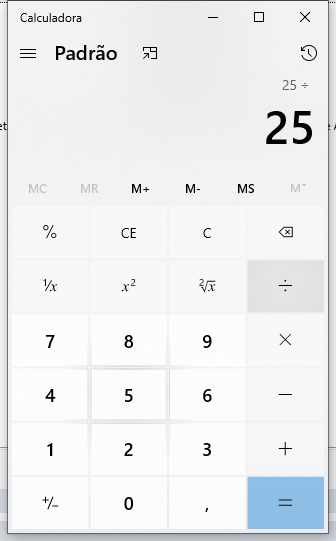 Calculadora
Padrão
25 ÷
25
MC MR M+ M- MS M˅
% CE C
¹/x x² ²√x ÷
7 8 9 ×
4 5 6 −
1 2 3 +
+/− 0 , =